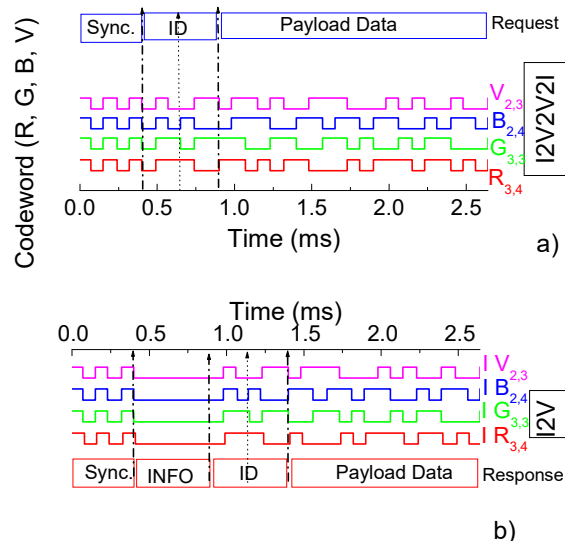 Sync. ID Payload Data Request
Codeword (R, G, B, V)
V2,3
B2,4
G3,3
R3,4
I2V2V2V2I
0.0 0.5 1.0 1.5 2.0 2.5
Time (ms)
a)
Time (ms)
0.0 0.5 1.0 1.5 2.0 2.5
I V2,3
I B2,4
I G3,3
I R3,4
I2V
Sync. INFO ID Payload Data Response
b)